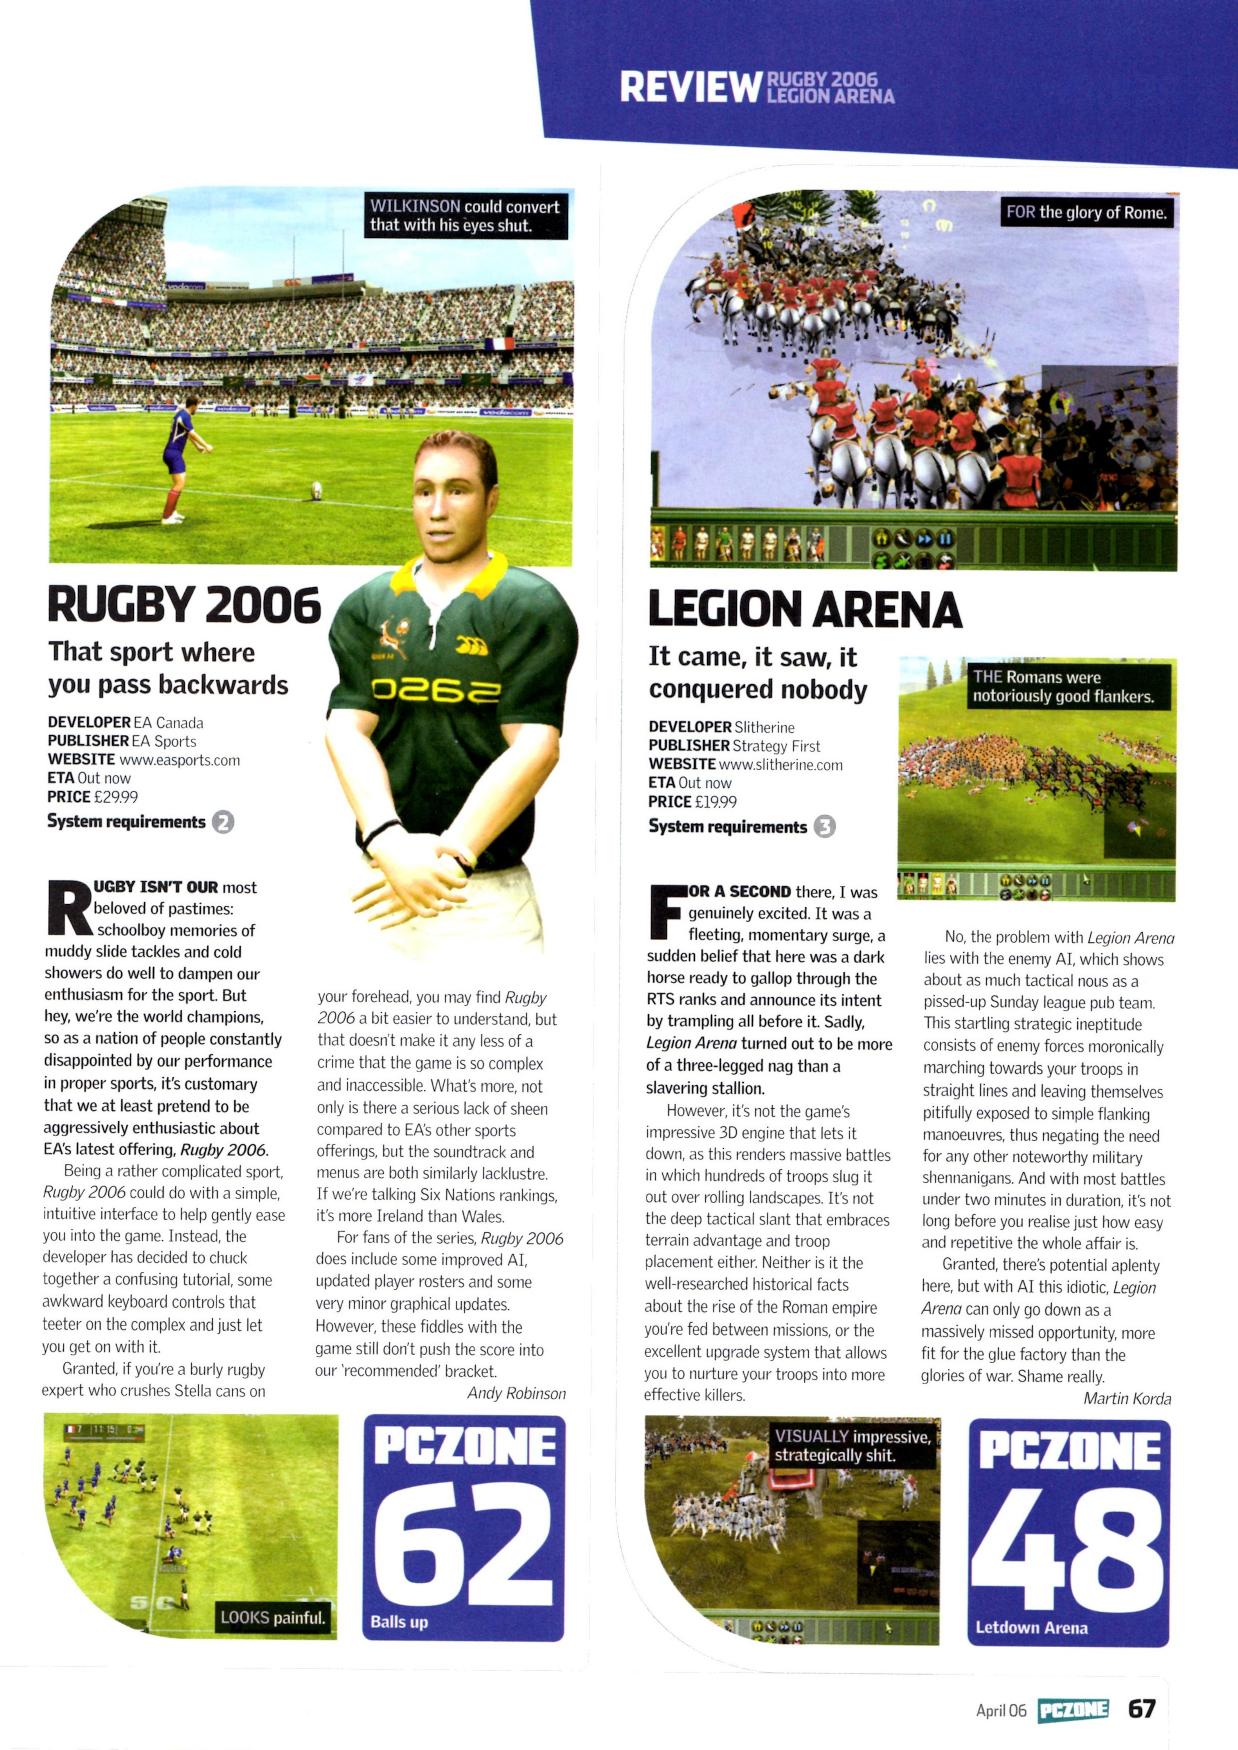 REVIEW RUGBY 2006
LEGION ARENA
WILKINSON could convert
that with his eyes shut.
RUGBY 2006
That sport where
you pass backwards
DEVELOPER EA Canada
PUBLISHER EA Sports
WEBSITE www.easports.com
ETA Out now
PRICE £29.99
System requirements 2
RUGBY ISN'T OUR most
beloved of pastimes:
schoolboy memories of
muddy slide tackles and cold
showers do well to dampen our
enthusiasm for the sport. But
hey, we're the world champions,
so as a nation of people constantly
disappointed by our performance
in proper sports, it's customary
that we at least pretend to be
aggressively enthusiastic about
EA's latest offering, Rugby 2006.
Being a rather complicated sport,
Rugby 2006 could do with a simple,
intuitive interface to help gently ease
you into the game. Instead, the
developer has decided to chuck
together a confusing tutorial, some
awkward keyboard controls that
teeter on the complex and just let
you get on with it.
Granted, if you're a burly rugby
expert who crushes Stella cans on
your forehead, you may find Rugby
2006 a bit easier to understand, but
that doesn't make it any less of a
crime that the game is so complex
and inaccessible. What's more, not
only is there a serious lack of sheen
compared to EA's other sports
offerings, but the soundtrack and
menus are both similarly lacklustre.
If we're talking Six Nations rankings,
it's more Ireland than Wales.
For fans of the series, Rugby 2006
does include some improved AI,
updated player rosters and some
very minor graphical updates.
However, these fiddles with the
game still don't push the score into
our 'recommended' bracket.
Andy Robinson
LOOKS painful.
PCZONE
62
Balls up
FOR the glory of Rome.
LEGION ARENA
It came, it saw, it
conquered nobody
DEVELOPER Slitherine
PUBLISHER Strategy First
WEBSITE www.slitherine.com
ETA Out now
PRICE £19.99
System requirements 3
THE Romans were
notoriously good flankers.
FOR A SECOND there, I was
genuinely excited. It was a
fleeting, momentary surge, a
sudden belief that here was a dark
horse ready to gallop through the
RTS ranks and announce its intent
by trampling all before it. Sadly,
Legion Arena turned out to be more
of a three-legged nag than a
slavering stallion.
However, it's not the game's
impressive 3D engine that lets it
down, as this renders massive battles
in which hundreds of troops slug it
out over rolling landscapes. It's not
the deep tactical slant that embraces
terrain advantage and troop
placement either. Neither is it the
well-researched historical facts
about the rise of the Roman empire
you're fed between missions, or the
excellent upgrade system that allows
you to nurture your troops into more
effective killers.
No, the problem with Legion Arena
lies with the enemy AI, which shows
about as much tactical nous as a
pissed-up Sunday league pub team.
This startling strategic ineptitude
consists of enemy forces moronically
marching towards your troops in
straight lines and leaving themselves
pitifully exposed to simple flanking
manoeuvres, thus negating the need
for any other noteworthy military
shennanigans. And with most battles
under two minutes in duration, it's not
long before you realise just how easy
and repetitive the whole affair is.
Granted, there's potential aplenty
here, but with AI this idiotic, Legion
Arena can only go down as a
massively missed opportunity, more
fit for the glue factory than the
glories of war. Shame really.
Martin Korda
VISUALLY impressive,
strategically shit.
PCZONE
48
Letdown Arena
April 06 PCZONE 67